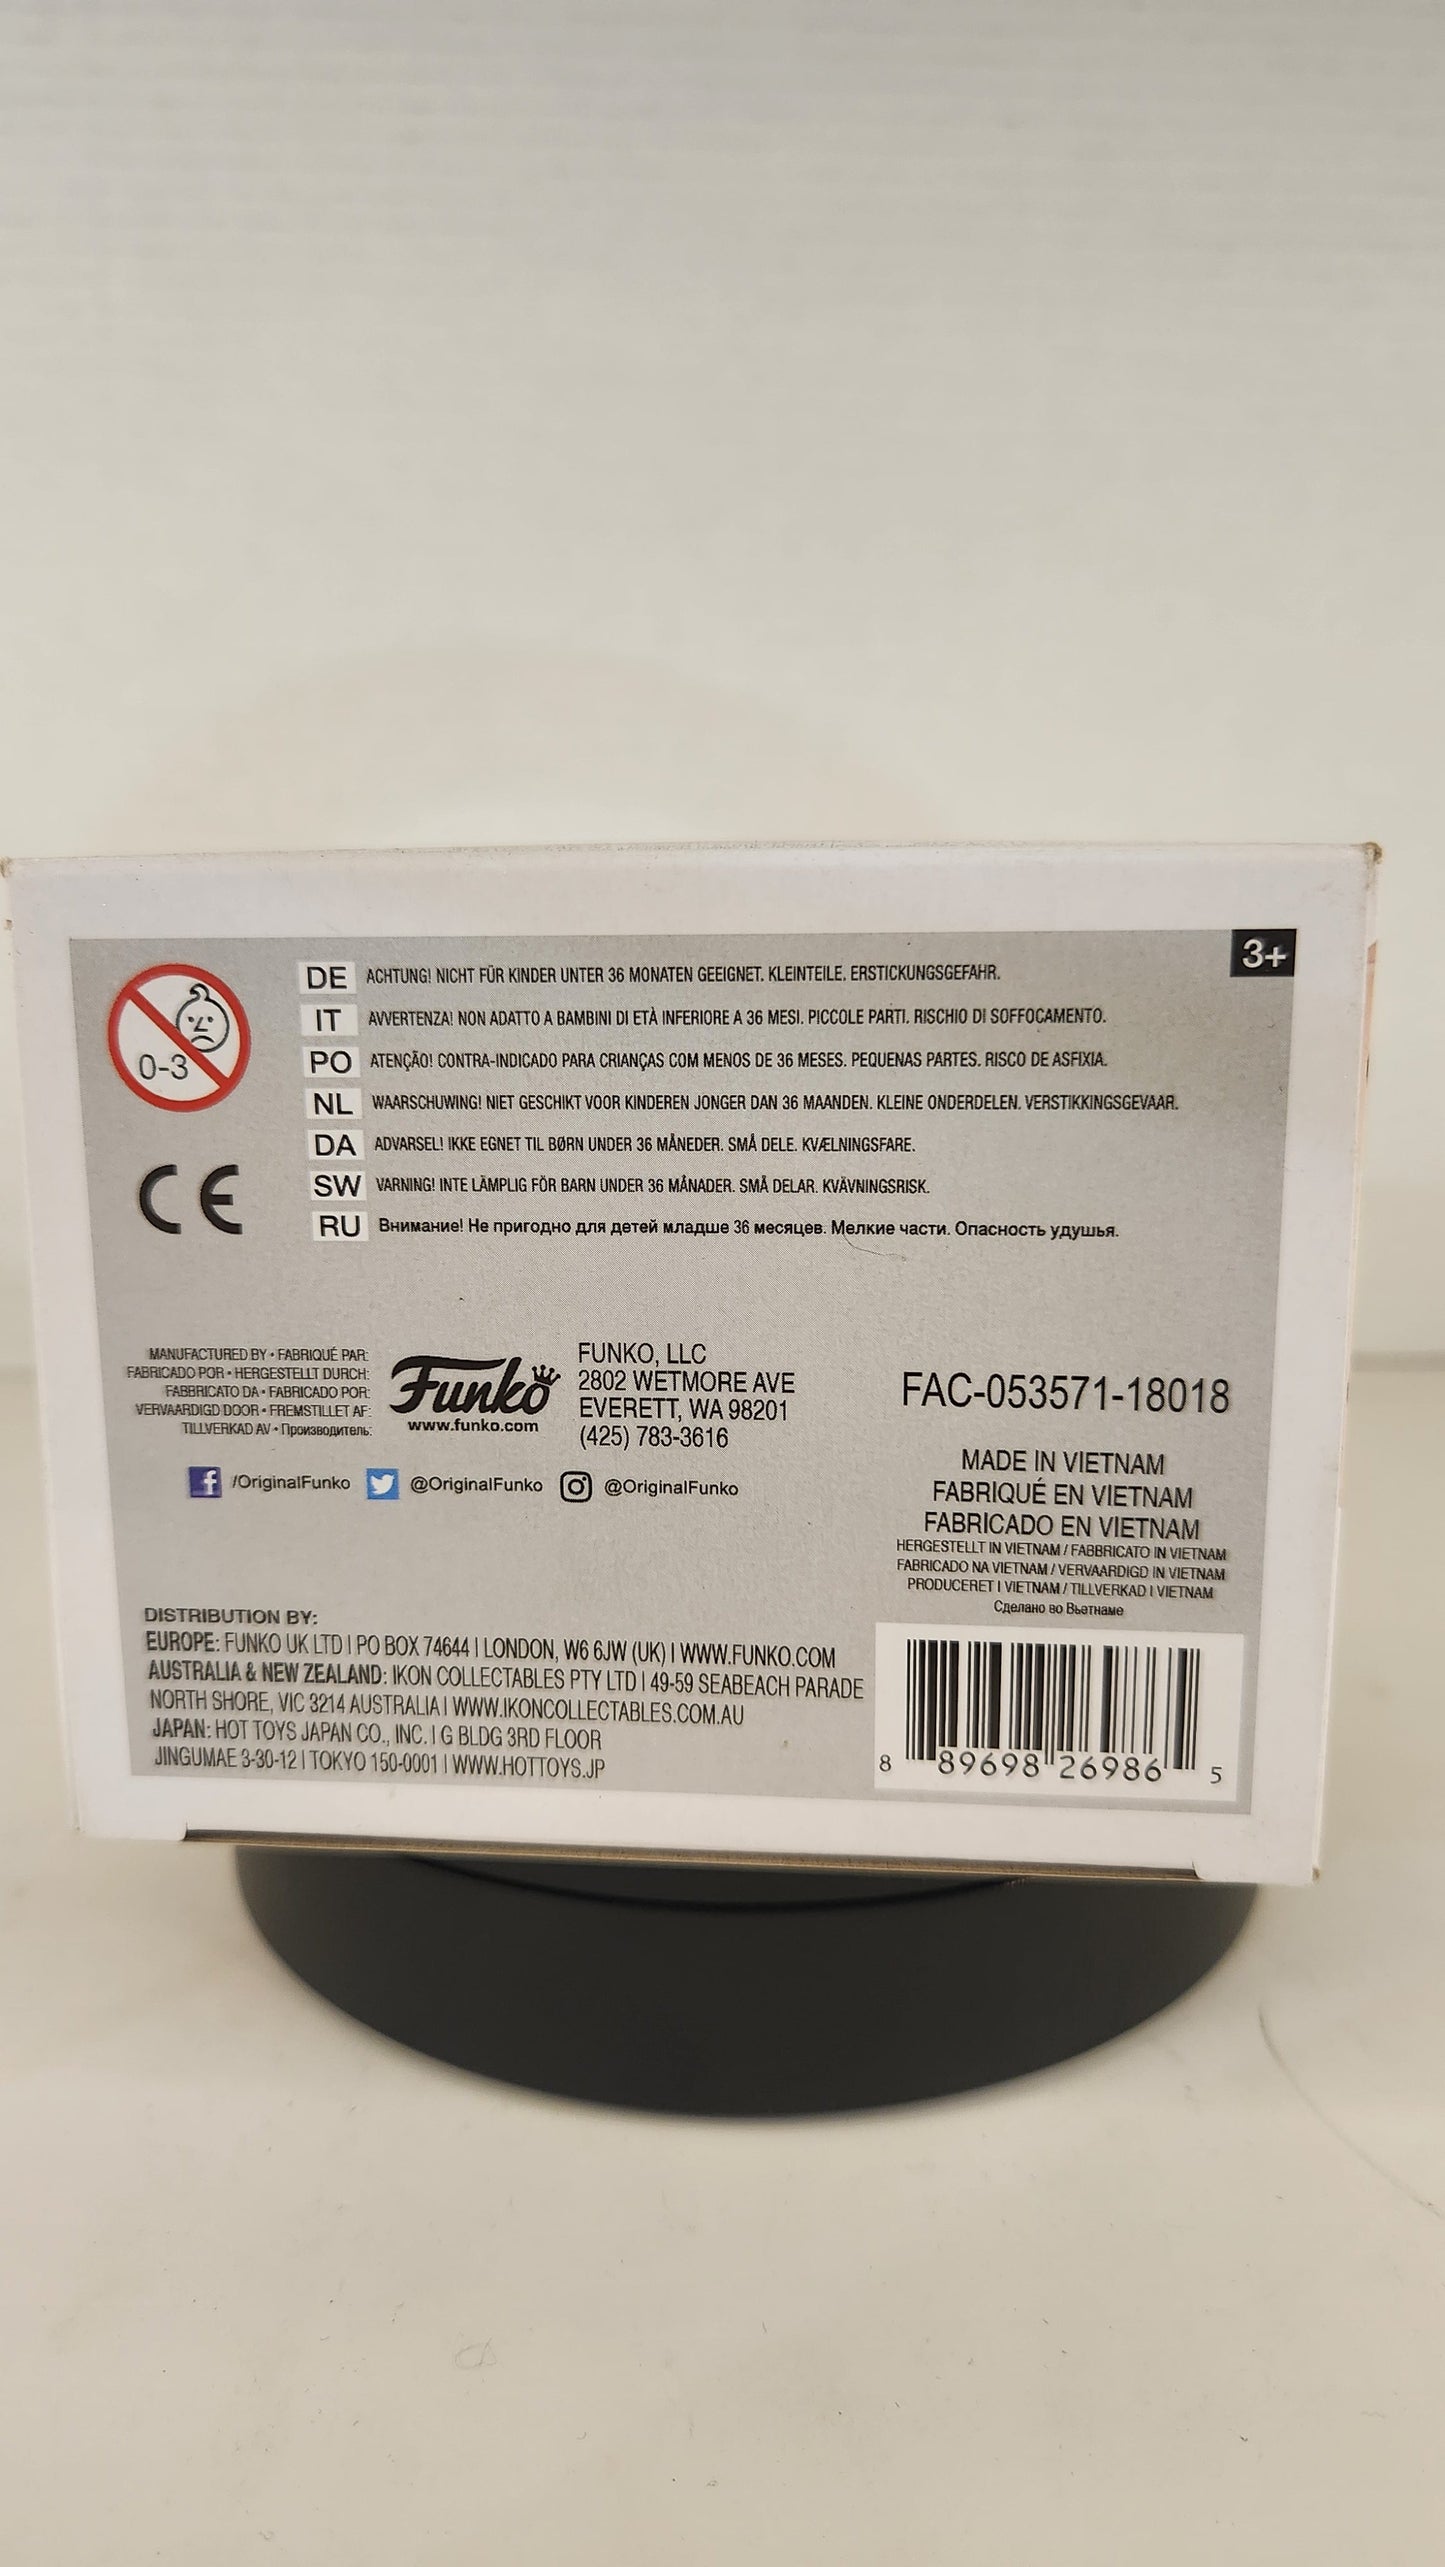 3+
0-3
DE ACHTUNG! NICHT FÜR KINDER UNTER 36 MONATEN GEEIGNET. KLEINTEILE. ERSTICKUNGSGEFAHR.
IT AVVERTENZA! NON ADATTO A BAMBINI DI ETÀ INFERIORE A 36 MESI. PICCOLE PARTI. RISCHIO DI SOFFOCAMENTO.
PO ATENÇÃO! CONTRA-INDICADO PARA CRIANÇAS COM MENOS DE 36 MESES. PEQUENAS PARTES. RISCO DE ASFIXIA.
NL WAARSCHUWING! NIET GESCHIKT VOOR KINDEREN JONGER DAN 36 MAANDEN. KLEINE ONDERDELEN. VERSTIKKINGSGEVAAR.
DA ADVARSEL! IKKE EGNET TIL BØRN UNDER 36 MÅNEDER. SMÅ DELE. KVÆLNINGSFARE.
SW VARNING! INTE LÄMPLIG FÖR BARN UNDER 36 MÅNADER. SMÅ DELAR. KVÄVNINGSRISK.
RU Внимание! Не пригодно для детей младше 36 месяцев. Мелкие части. Опасность удушья.
CE
MANUFACTURED BY • FABRIQUÉ PAR:
FABRICADO POR • HERGESTELLT DURCH:
FABBRICATO DA • FABRICADO POR:
VERVAARDIGD DOOR • FREMSTILLET AF:
TILLVERKAD AV • Производитель:
Funko
www.funko.com
FUNKO, LLC
2802 WETMORE AVE
EVERETT, WA 98201
(425) 783-3616
/OriginalFunko @OriginalFunko @OriginalFunko
FAC-053571-18018
MADE IN VIETNAM
FABRIQUÉ EN VIETNAM
FABRICADO EN VIETNAM
HERGESTELLT IN VIETNAM / FABBRICATO IN VIETNAM
FABRICADO NA VIETNAM / VERVAARDIGD IN VIETNAM
PRODUCERET I VIETNAM / TILLVERKAD I VIETNAM
Сделано во Вьетнаме
DISTRIBUTION BY:
EUROPE: FUNKO UK LTD | PO BOX 74644 | LONDON, W6 6JW (UK) | WWW.FUNKO.COM
AUSTRALIA & NEW ZEALAND: IKON COLLECTABLES PTY LTD | 49-59 SEABEACH PARADE
NORTH SHORE, VIC 3214 AUSTRALIA | WWW.IKONCOLLECTABLES.COM.AU
JAPAN: HOT TOYS JAPAN CO., INC. | G BLDG 3RD FLOOR
JINGUMAE 3-30-12 | TOKYO 150-0001 | WWW.HOTTOYS.JP
8 89698 26986 5